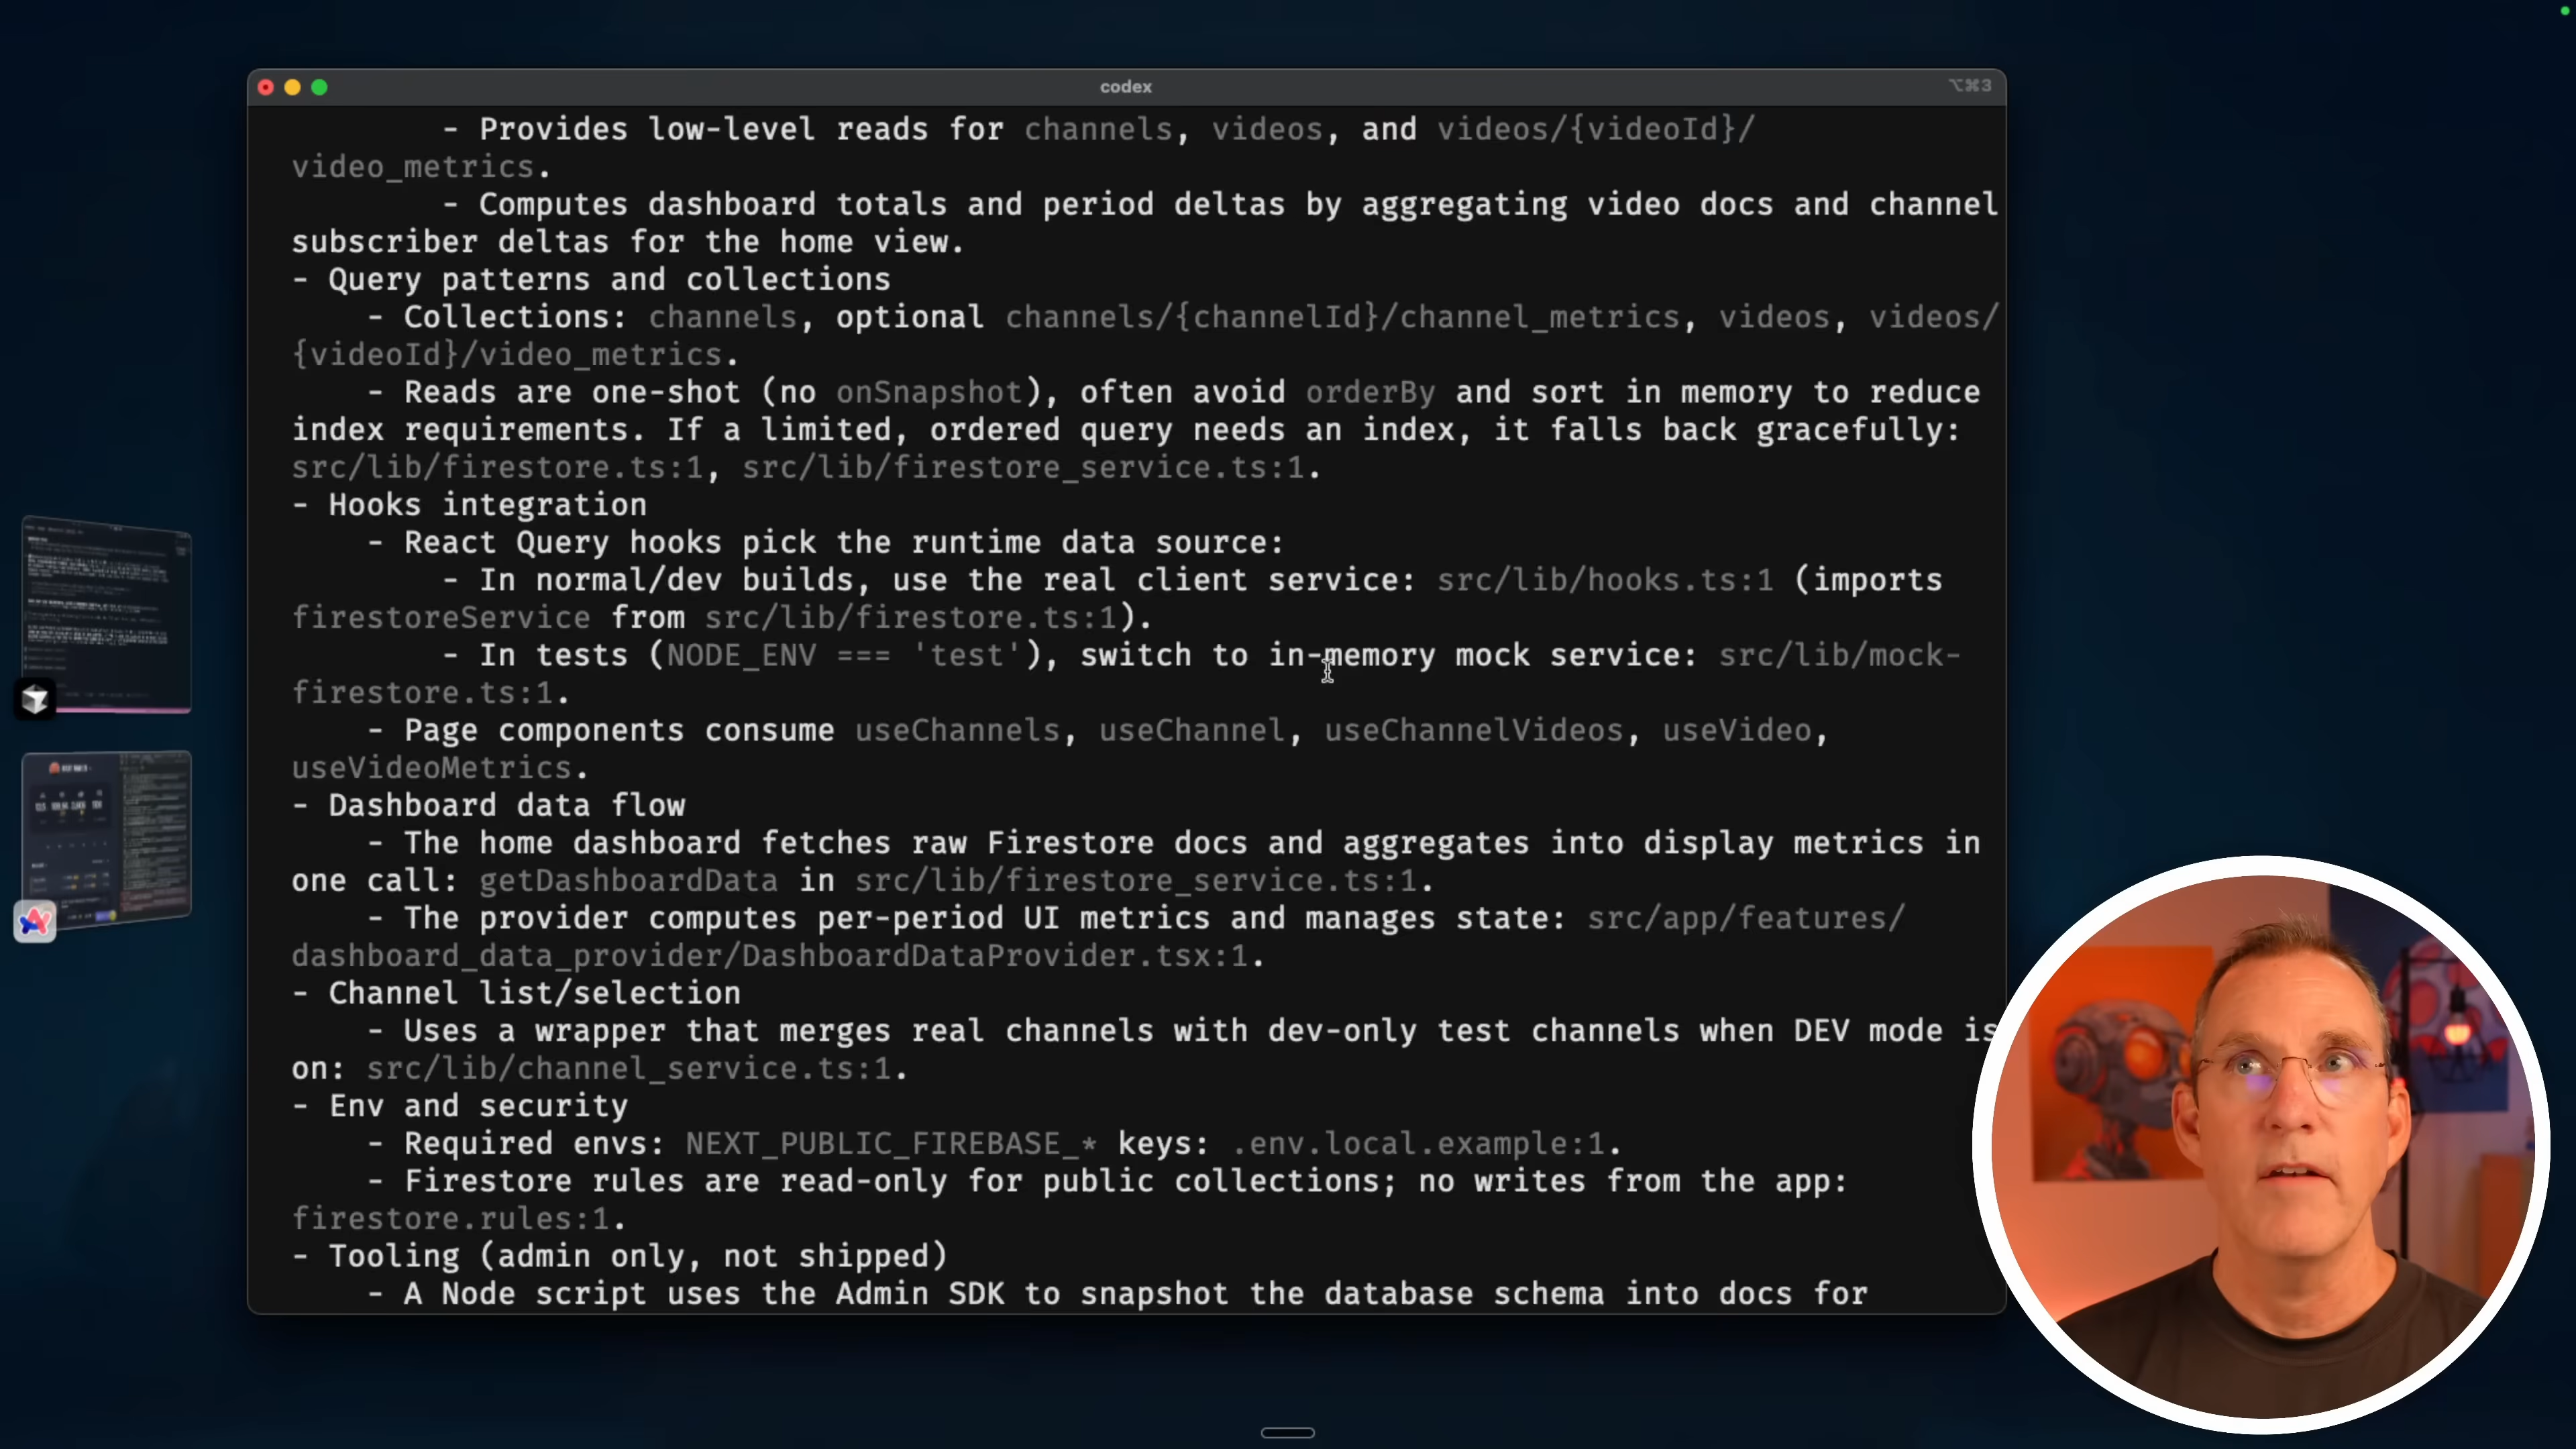 codex
⌥⌘3
- Provides low-level reads for channels, videos, and videos/{videoId}/
video_metrics.
- Computes dashboard totals and period deltas by aggregating video docs and channel
subscriber deltas for the home view.
- Query patterns and collections
- Collections: channels, optional channels/{channelId}/channel_metrics, videos, videos/
{videoId}/video_metrics.
- Reads are one-shot (no onSnapshot), often avoid orderBy and sort in memory to reduce
index requirements. If a limited, ordered query needs an index, it falls back gracefully:
src/lib/firestore.ts:1, src/lib/firestore_service.ts:1.
- Hooks integration
- React Query hooks pick the runtime data source:
- In normal/dev builds, use the real client service: src/lib/hooks.ts:1 (imports
firestoreService from src/lib/firestore.ts:1).
- In tests (NODE_ENV === 'test'), switch to in-memory mock service: src/lib/mock-
firestore.ts:1.
- Page components consume useChannels, useChannel, useChannelVideos, useVideo,
useVideoMetrics.
- Dashboard data flow
- The home dashboard fetches raw Firestore docs and aggregates into display metrics in
one call: getDashboardData in src/lib/firestore_service.ts:1.
- The provider computes per-period UI metrics and manages state: src/app/features/
dashboard_data_provider/DashboardDataProvider.tsx:1.
- Channel list/selection
- Uses a wrapper that merges real channels with dev-only test channels when DEV mode is
on: src/lib/channel_service.ts:1.
- Env and security
- Required envs: NEXT_PUBLIC_FIREBASE_* keys: .env.local.example:1.
- Firestore rules are read-only for public collections; no writes from the app:
firestore.rules:1.
- Tooling (admin only, not shipped)
- A Node script uses the Admin SDK to snapshot the database schema into docs for